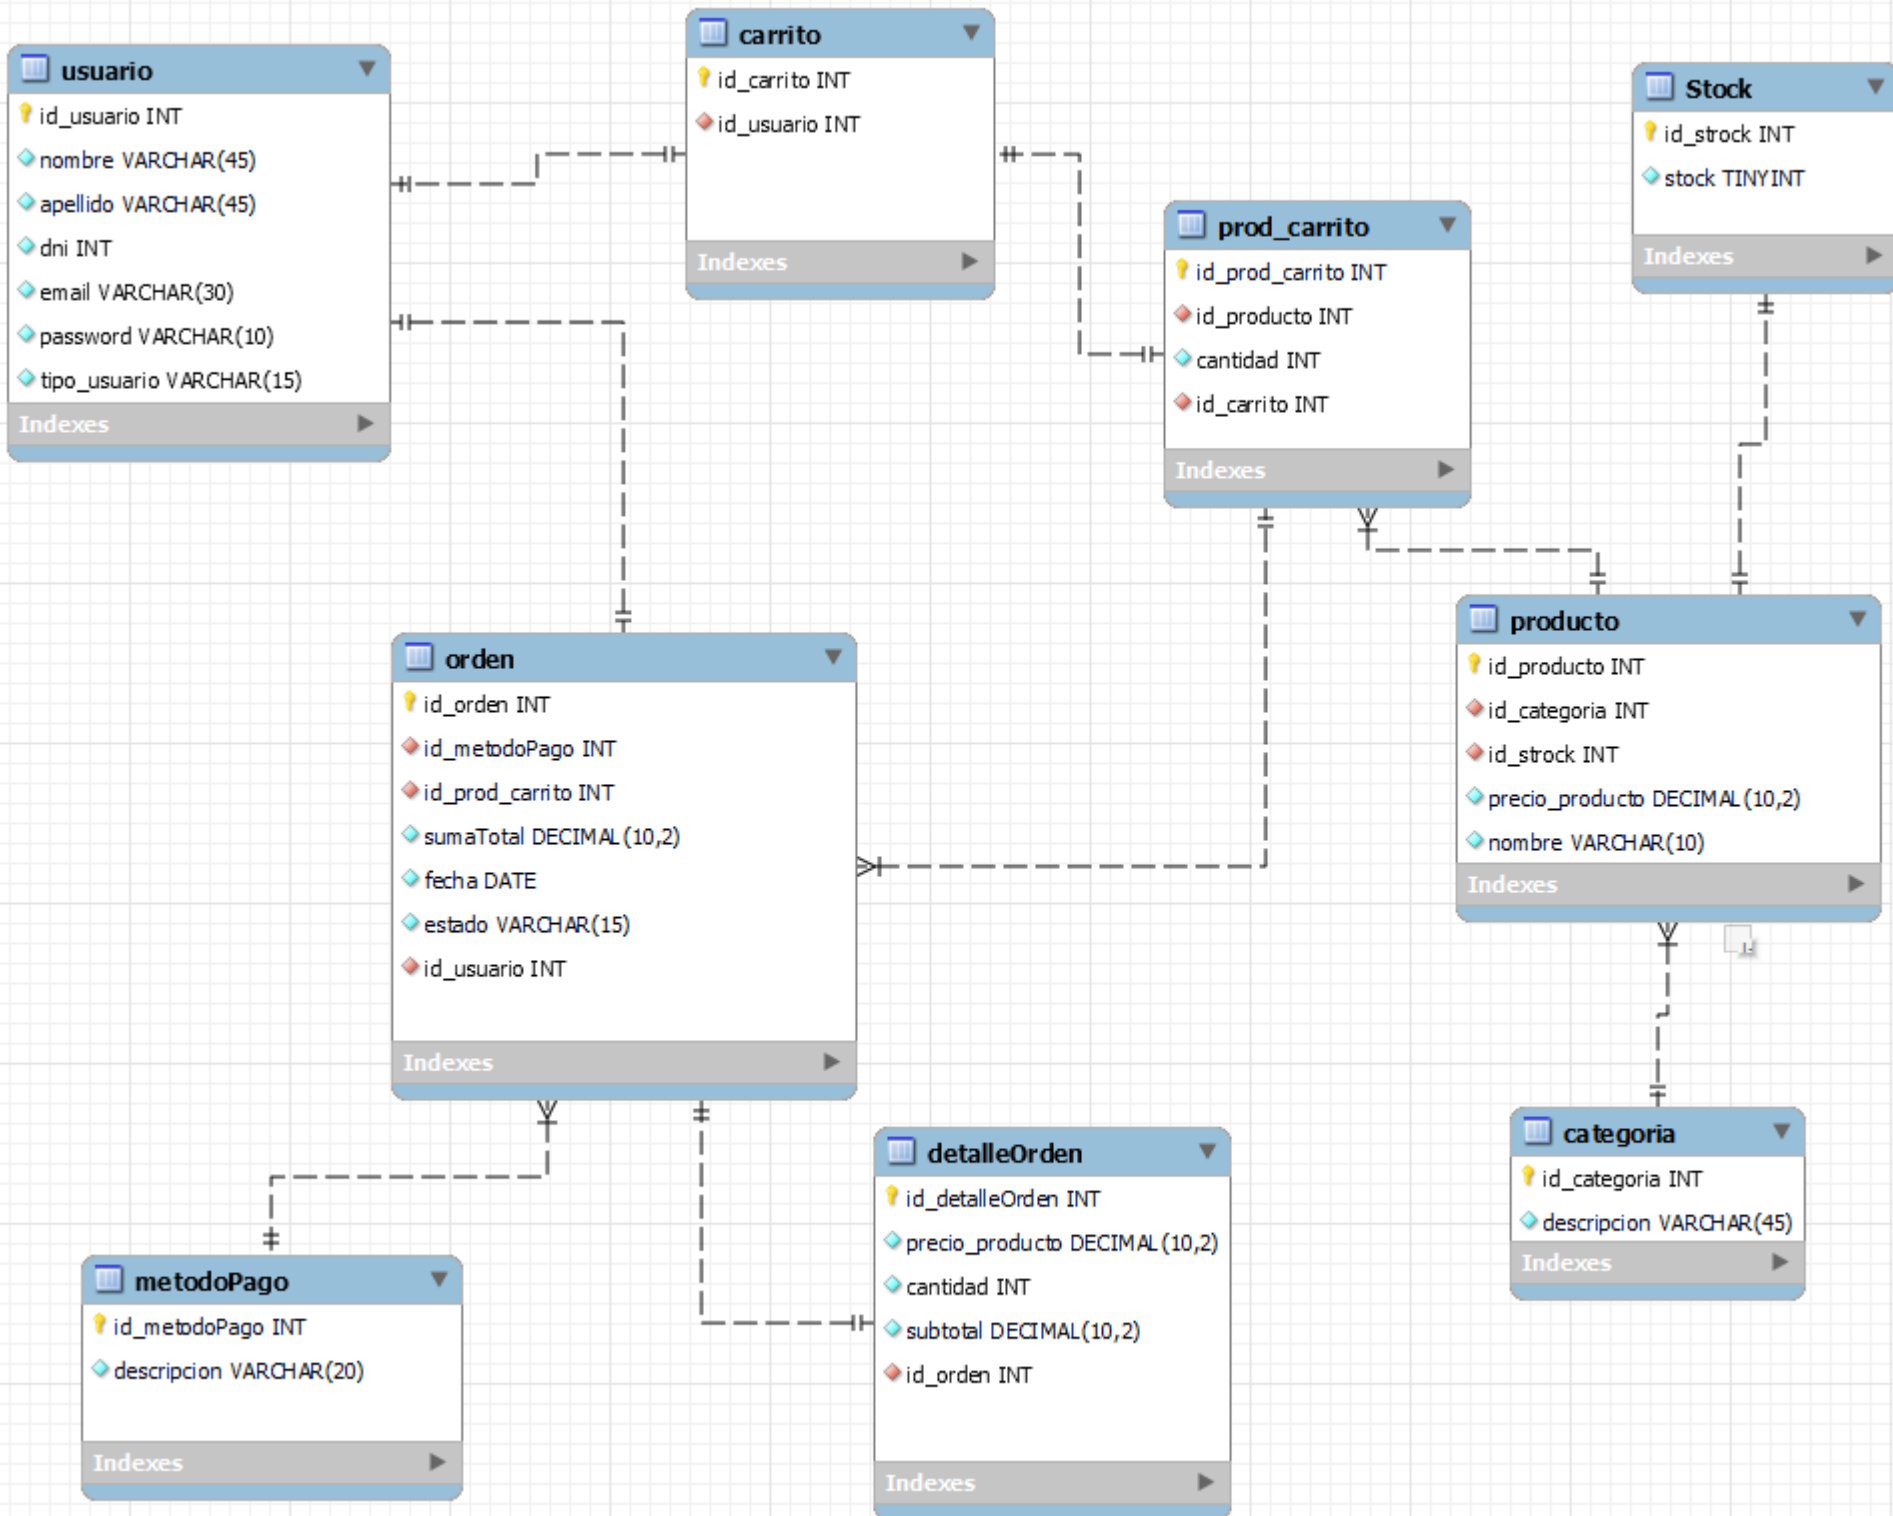 usuario
id_usuario INT
nombre VARCHAR(45)
apellido VARCHAR(45)
dni INT
email VARCHAR(30)
password VARCHAR(10)
tipo_usuario VARCHAR(15)
Indexes
carrito
id_carrito INT
id_usuario INT
Indexes
prod_carrito
id_prod_carrito INT
id_producto INT
cantidad INT
id_carrito INT
Indexes
Stock
id_strock INT
stock TINYINT
Indexes
orden
id_orden INT
id_metodoPago INT
id_prod_carrito INT
sumaTotal DECIMAL(10,2)
fecha DATE
estado VARCHAR(15)
id_usuario INT
Indexes
producto
id_producto INT
id_categoria INT
id_strock INT
precio_producto DECIMAL(10,2)
nombre VARCHAR(10)
Indexes
metodoPago
id_metodoPago INT
descripcion VARCHAR(20)
Indexes
detalleOrden
id_detalleOrden INT
precio_producto DECIMAL(10,2)
cantidad INT
subtotal DECIMAL(10,2)
id_orden INT
Indexes
categoria
id_categoria INT
descripcion VARCHAR(45)
Indexes